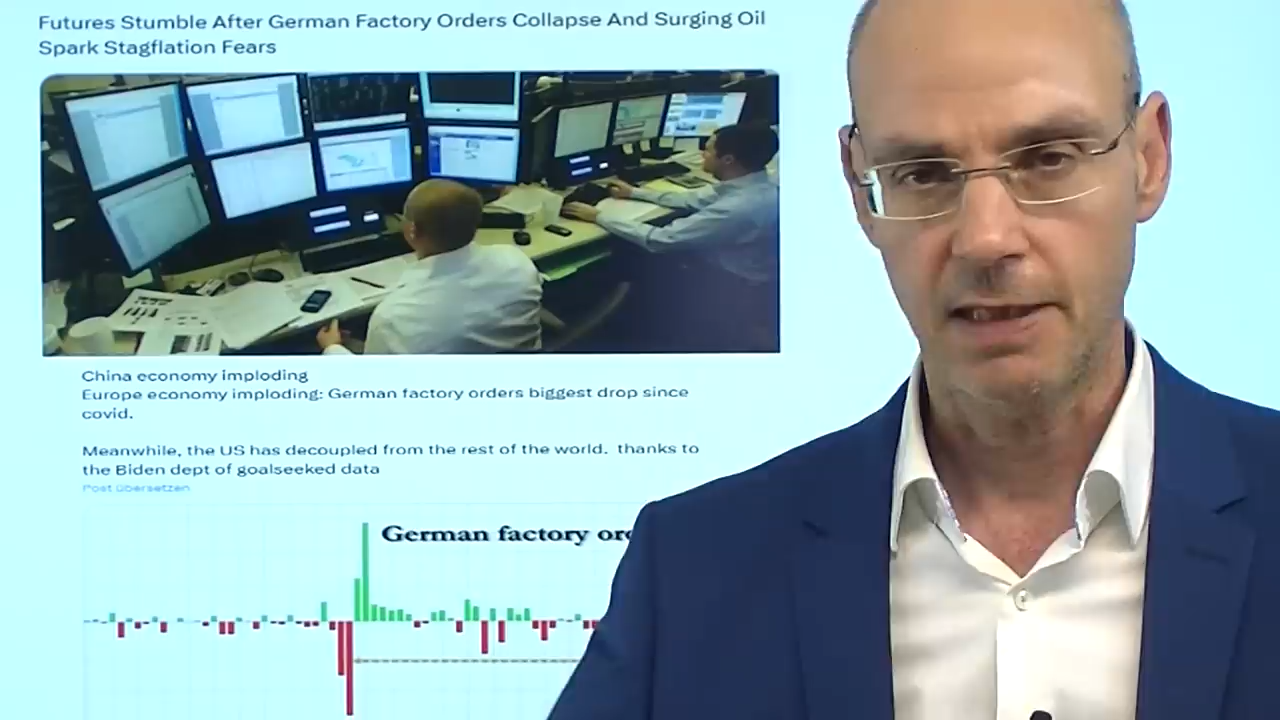 Futures Stumble After German Factory Orders Collapse And Surging Oil
Spark Stagflation Fears
China economy imploding
Europe economy imploding: German factory orders biggest drop since
covid.
Meanwhile, the US has decoupled from the rest of the world. thanks to
the Biden dept of goalseeked data
Post übersetzen
German factory